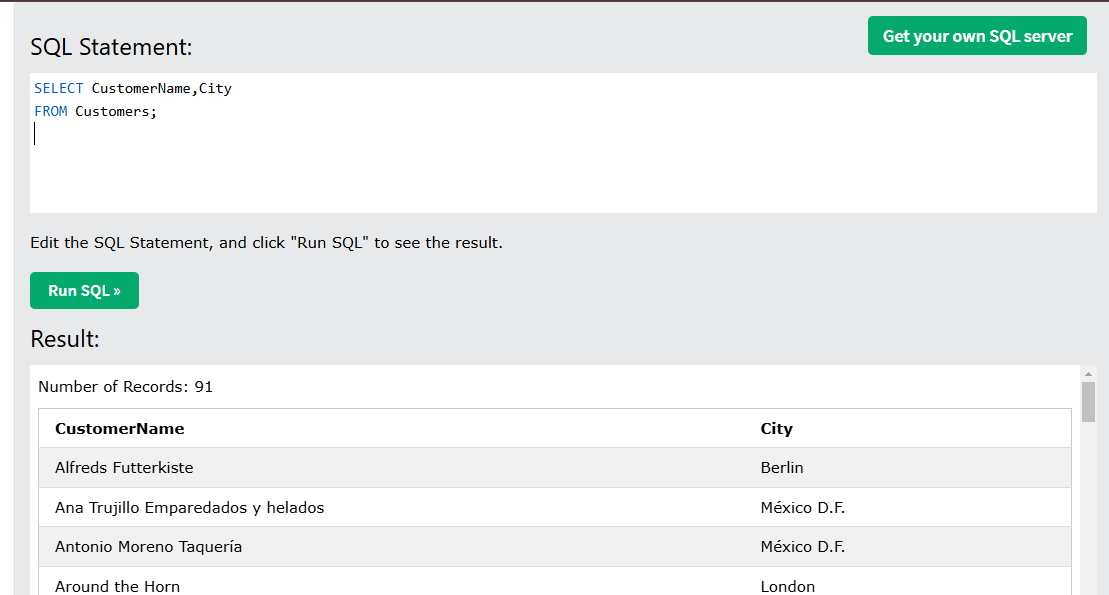 Get your own SQL server
SQL Statement:
SELECT CustomerName,City
FROM Customers;
Edit the SQL Statement, and click "Run SQL" to see the result.
Run SQL »
Result:
Number of Records: 91
CustomerName City
Alfreds Futterkiste Berlin
Ana Trujillo Emparedados y helados México D.F.
Antonio Moreno Taquería México D.F.
Around the Horn London